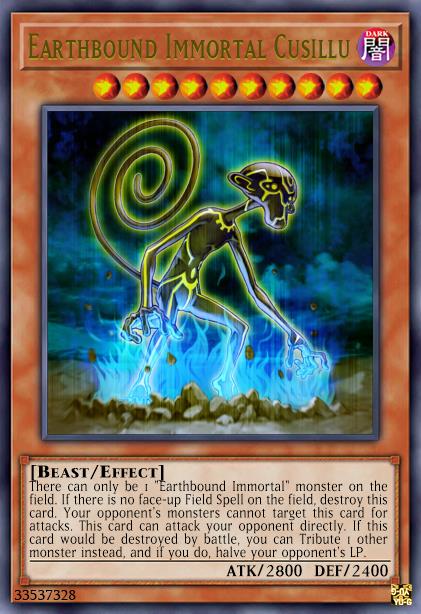 Earthbound Immortal Cusillu
DARK
闇
[Beast/Effect]
There can only be 1 "Earthbound Immortal" monster on the
field. If there is no face-up Field Spell on the field, destroy this
card. Your opponent's monsters cannot target this card for
attacks. This card can attack your opponent directly. If this
card would be destroyed by battle, you can Tribute 1 other
monster instead, and if you do, halve your opponent's LP.
ATK/2800 DEF/2400
33537328